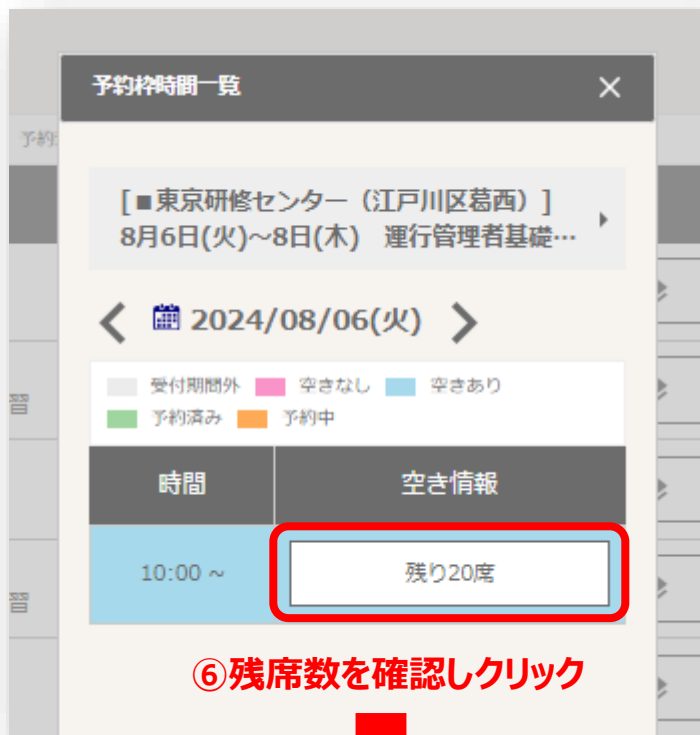 予約枠時間一覧
予約
[■東京研修センター（江戸川区葛西）]
8月6日(火)～8日(木) 運行管理者基礎…
2024/08/06(火)
受付期間外 空きなし 空きあり
予約済み 予約中
習
時間 空き情報
10:00 ~ 残り20席
習
⑥残席数を確認しクリック